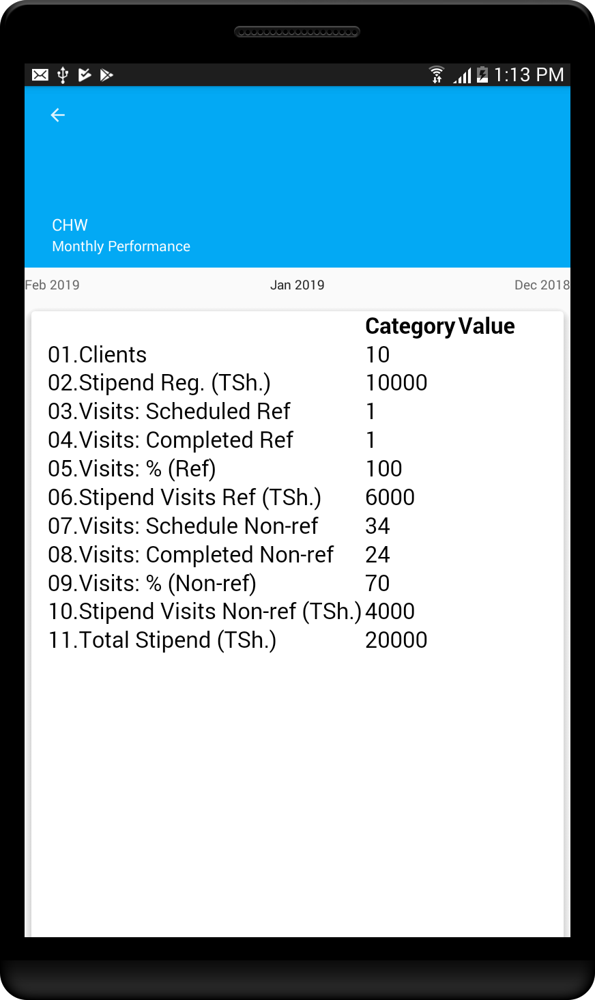 1:13 PM
CHW
Monthly Performance
Feb 2019 Jan 2019 Dec 2018
Category Value
01.Clients 10
02.Stipend Reg. (TSh.) 10000
03.Visits: Scheduled Ref 1
04.Visits: Completed Ref 1
05.Visits: % (Ref) 100
06.Stipend Visits Ref (TSh.) 6000
07.Visits: Schedule Non-ref 34
08.Visits: Completed Non-ref 24
09.Visits: % (Non-ref) 70
10.Stipend Visits Non-ref (TSh.) 4000
11.Total Stipend (TSh.) 20000